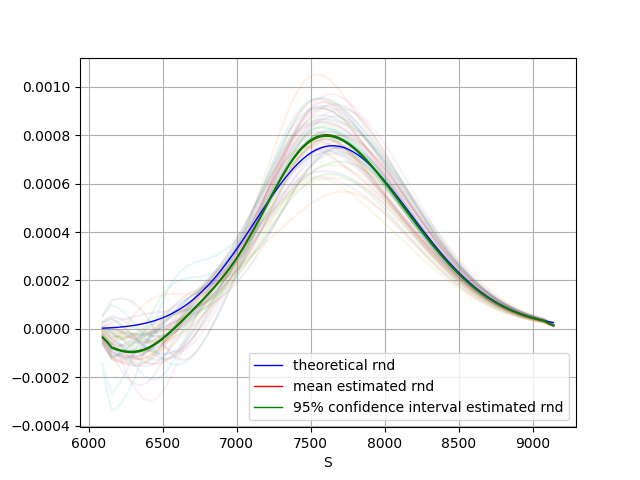 0.0010
0.0008
0.0006
0.0004
0.0002
0.0000
−0.0002
−0.0004
theoretical rnd
mean estimated rnd
95% confidence interval estimated rnd
6000 6500 7000 7500 8000 8500 9000
S